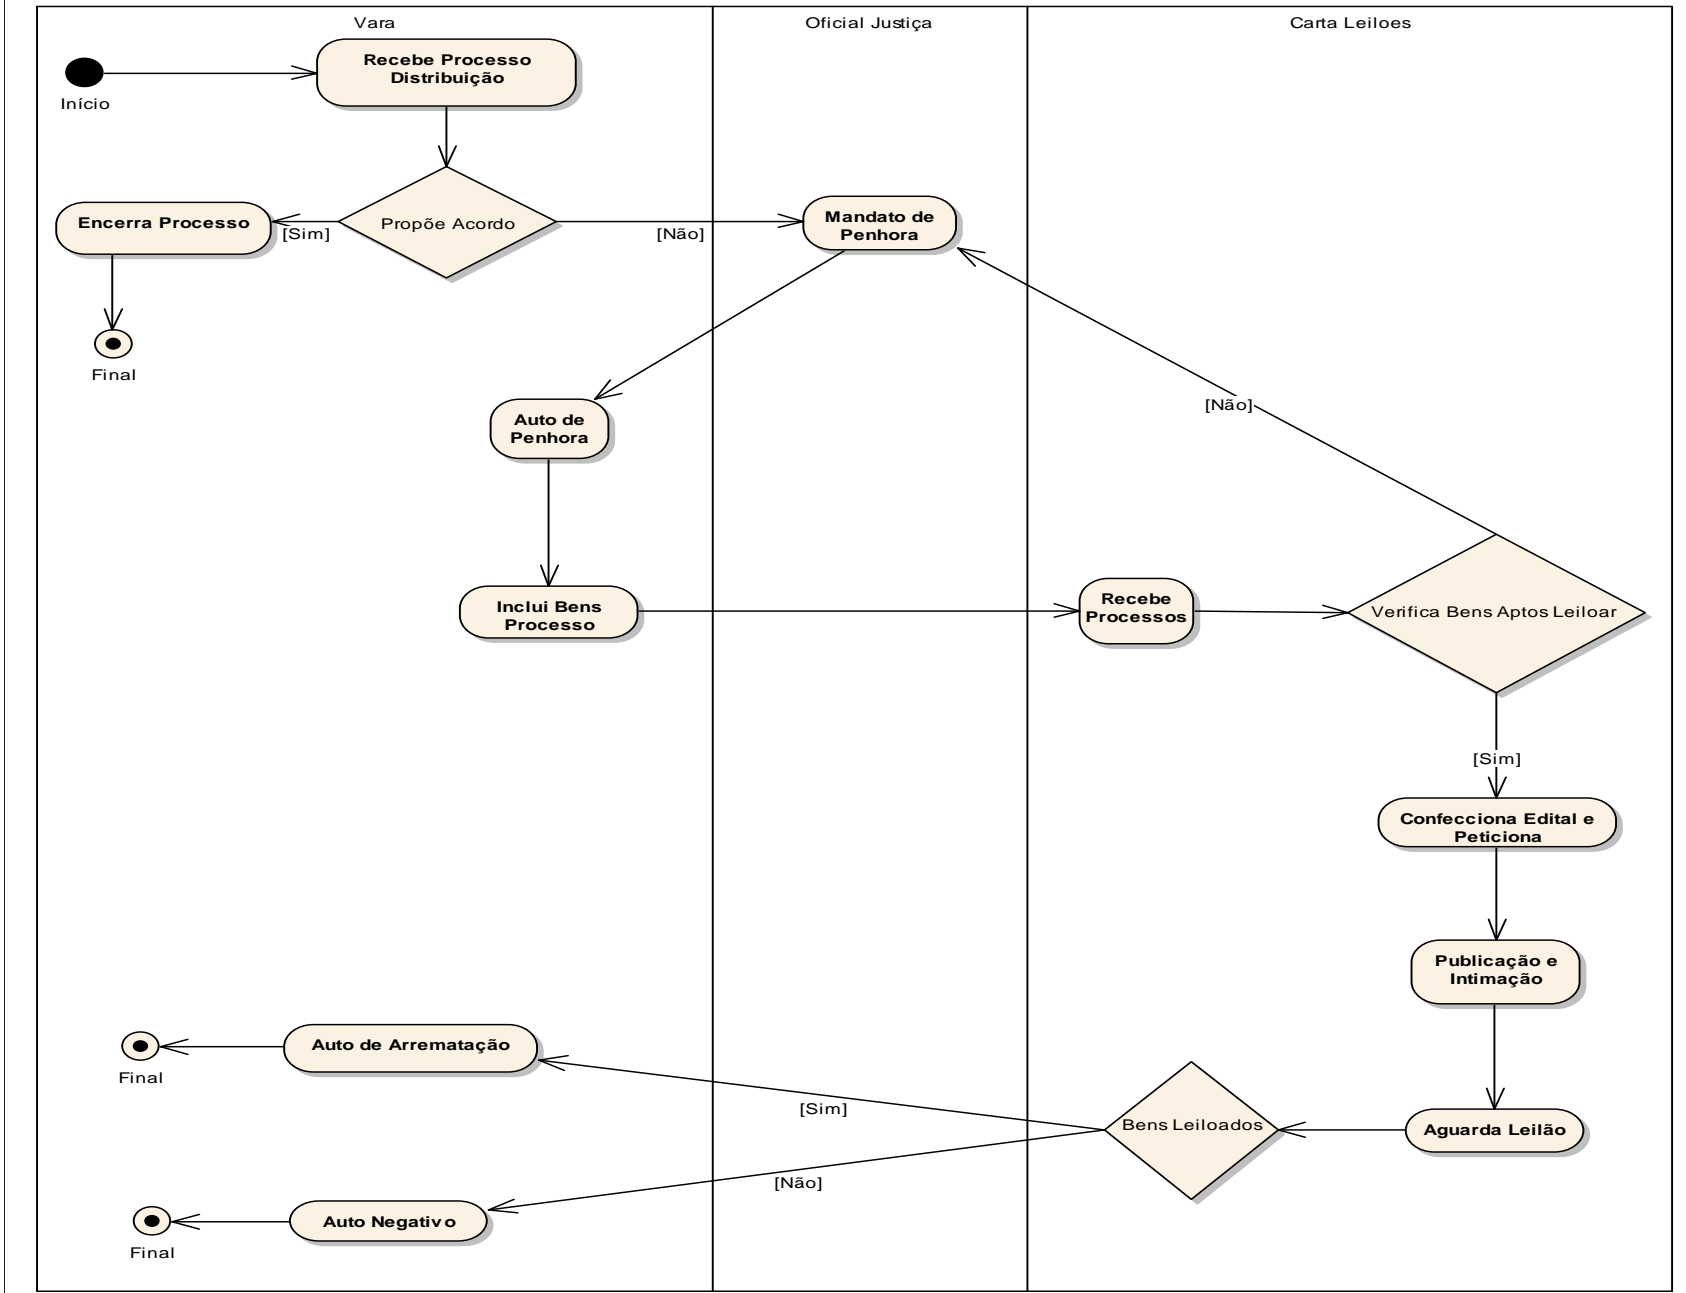 Vara
Oficial Justiça
Carta Leiloes
Recebe Processo
Distribuição
Início
Encerra Processo
[Sim]
Propõe Acordo
[Não]
Mandato de
Penhora
Final
Auto de
Penhora
[Não]
Inclui Bens
Processo
Recebe
Processos
Verifica Bens Aptos Leiloar
[Sim]
Confecciona Edital e
Peticiona
Publicação e
Intimação
Auto de Arrematação
Final
[Sim]
Bens Leiloados
Aguarda Leilão
[Não]
Auto Negativo
Final